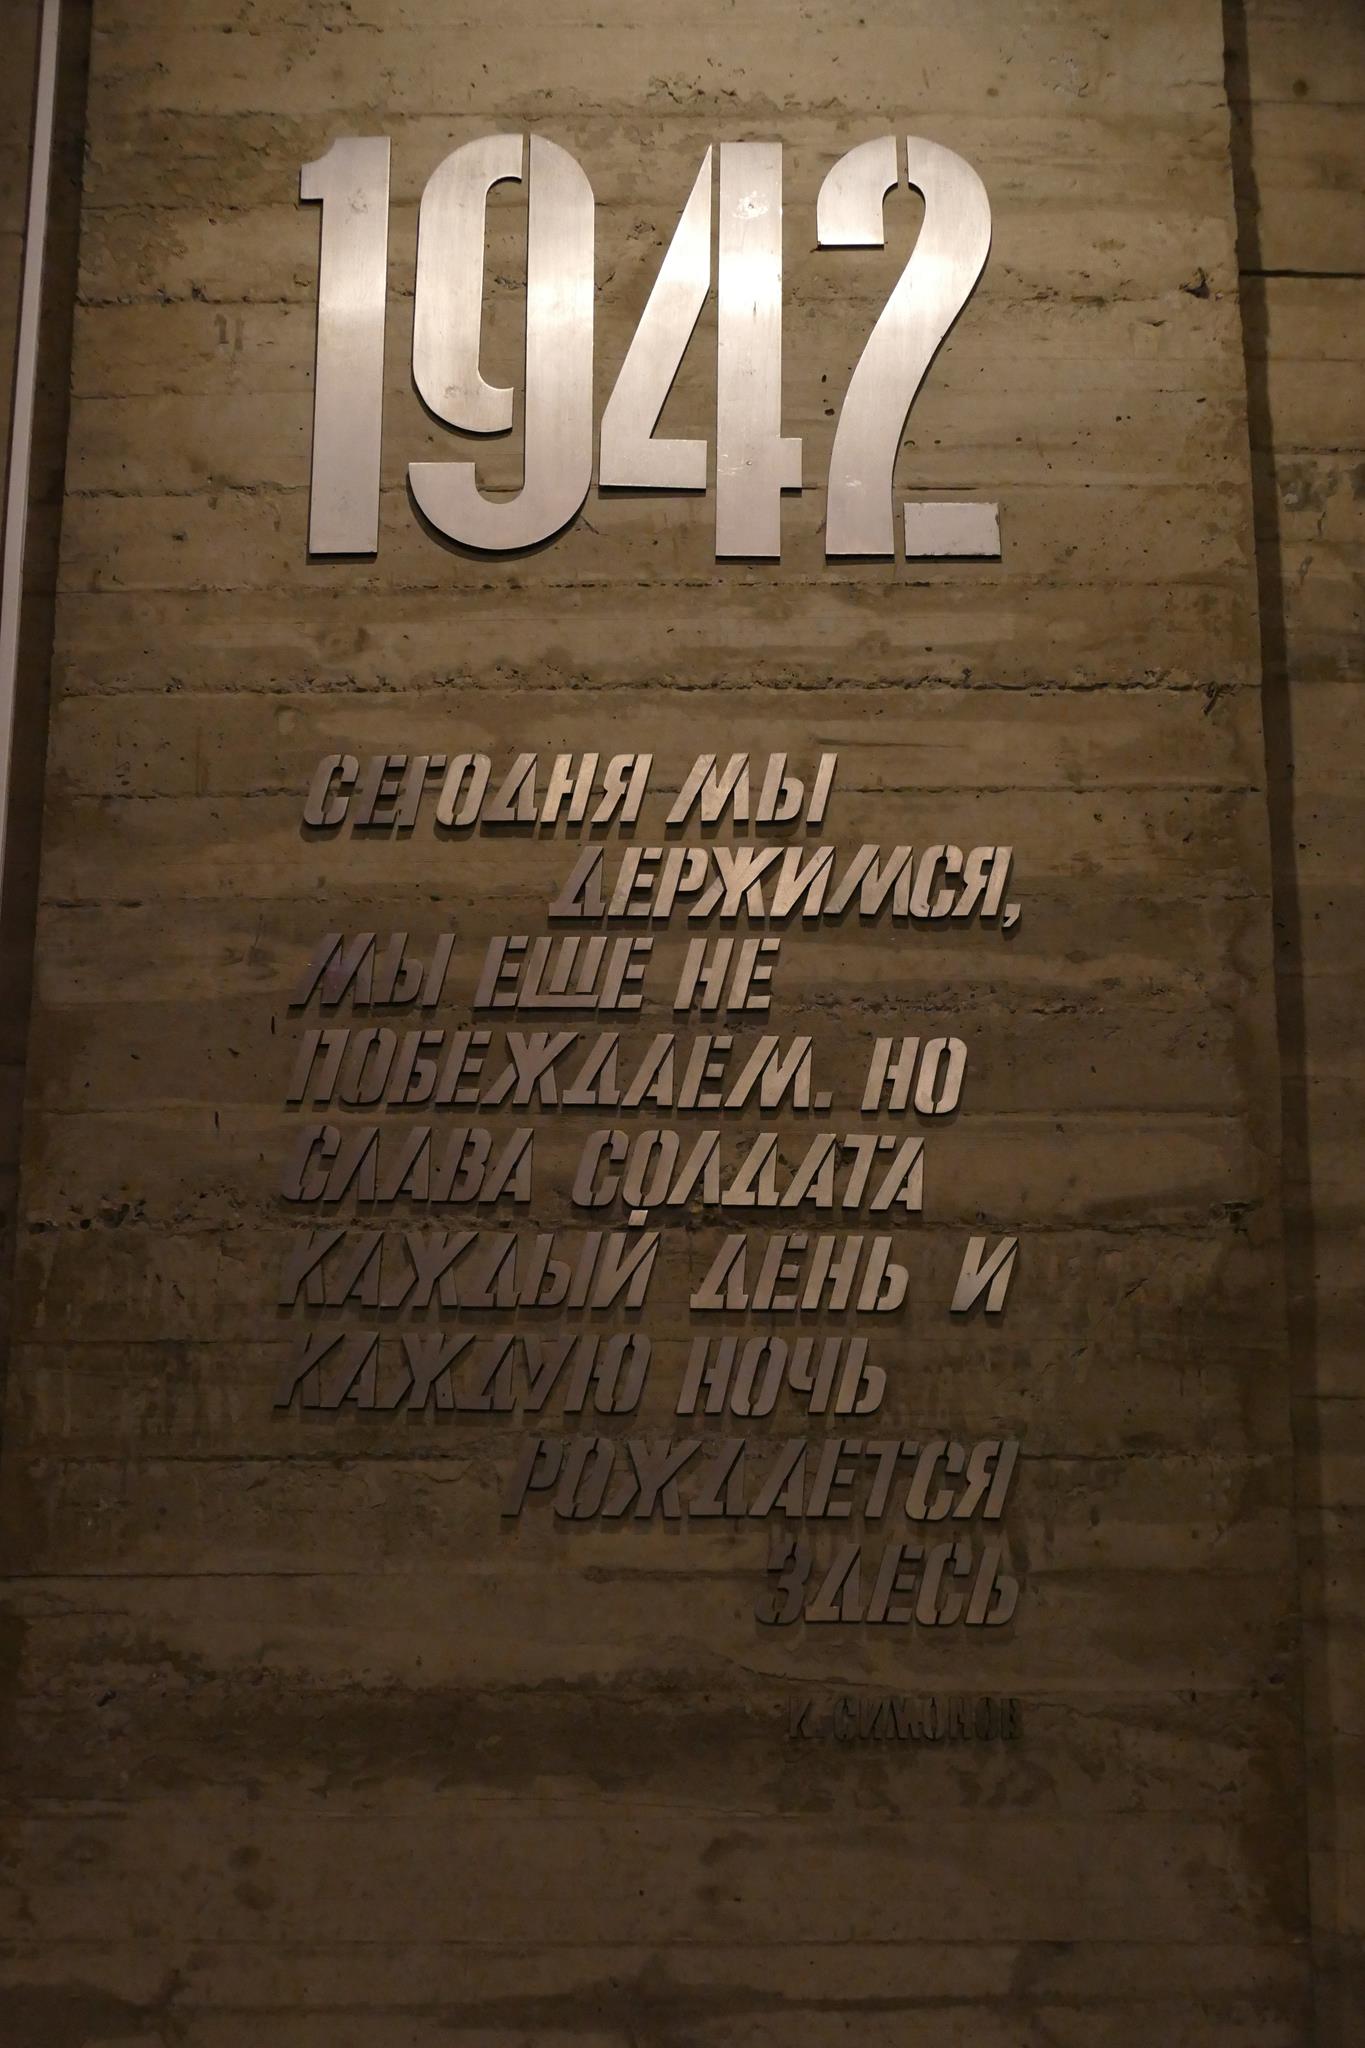 1942
СЕГОДНЯ МЫ
ДЕРЖИМСЯ,
МЫ ЕЩЕ НЕ
ПОБЕЖДАЕМ. НО
СЛАВА СОЛДАТА
КАЖДЫЙ ДЕНЬ И
КАЖДУЮ НОЧЬ
РОЖДАЕТСЯ
ЗДЕСЬ
К. СИМОНОВ